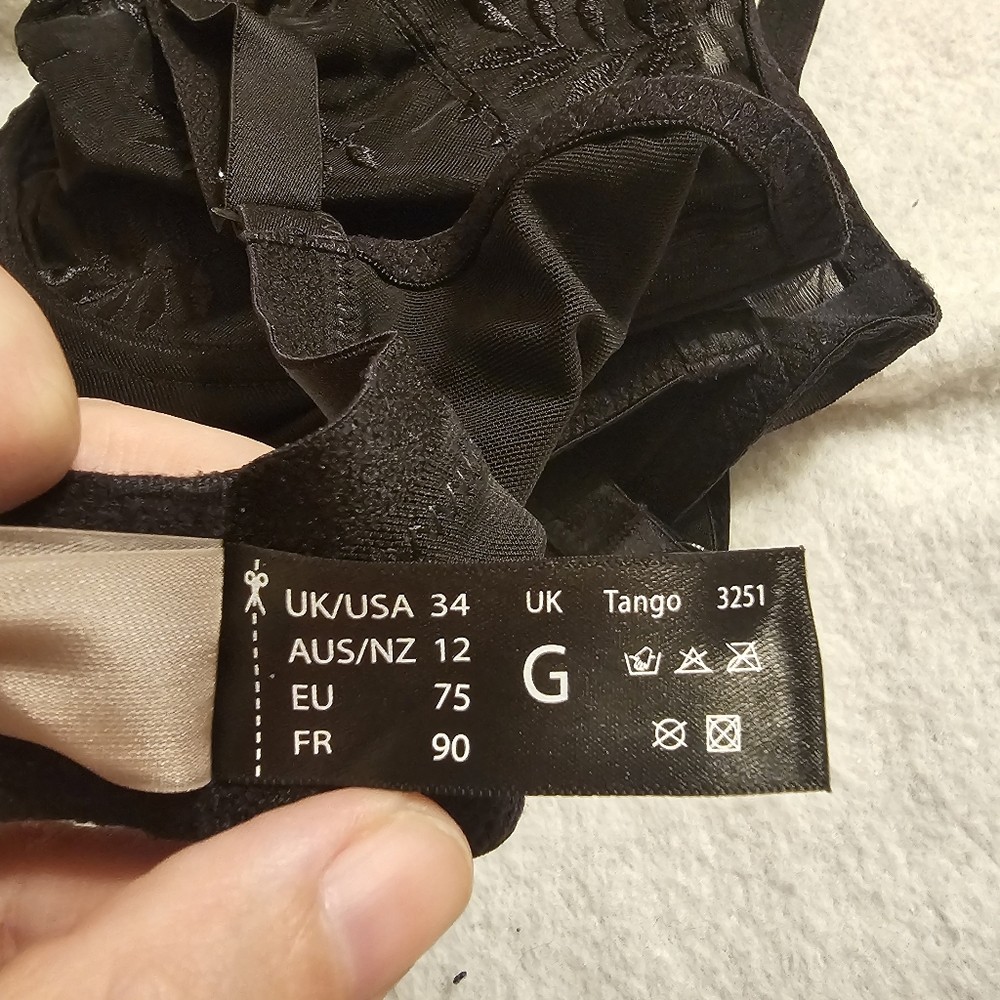 UK/USA 34 UK Tango 3251
AUS/NZ 12 G
EU 75
FR 90